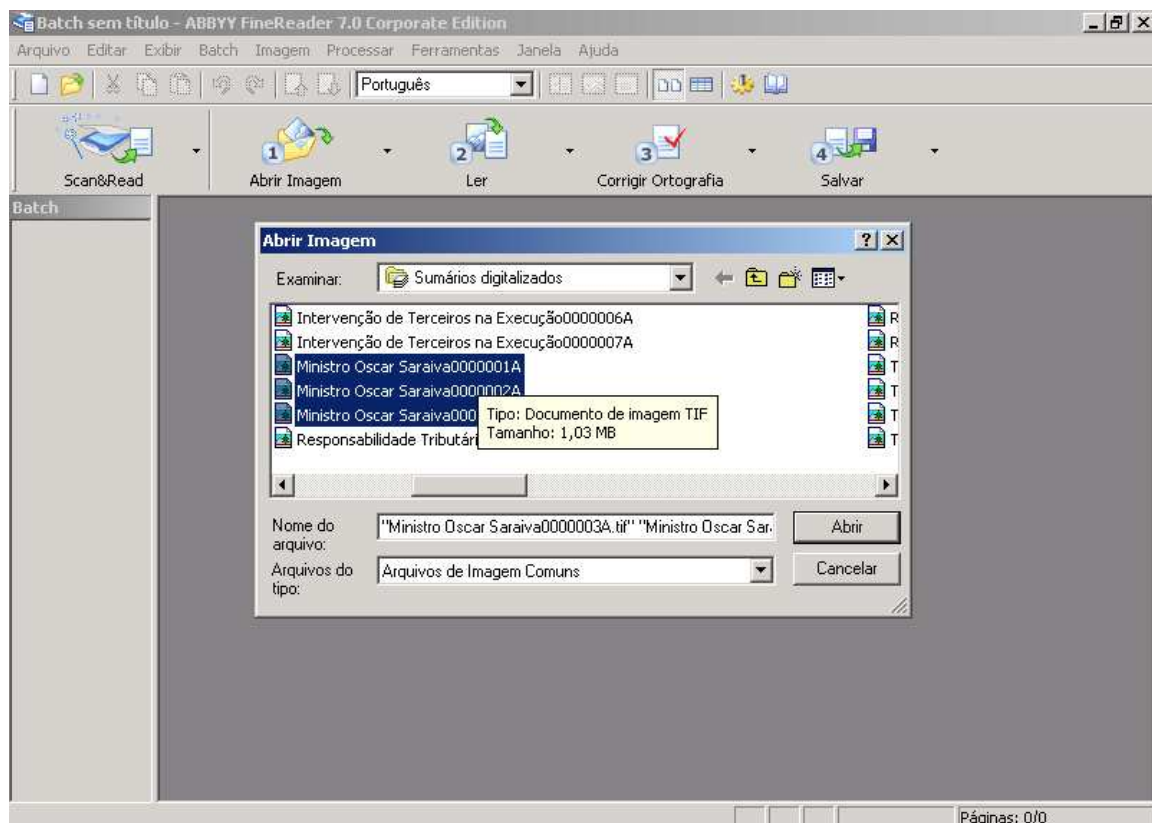 Batch sem título - ABBYY FineReader 7.0 Corporate Edition
Arquivo Editar Exibir Batch Imagem Processar Ferramentas Janela Ajuda
Português
1 2 3 4
Scan&Read Abrir Imagem Ler Corrigir Ortografia Salvar
Batch
Abrir Imagem
Examinar: Sumários digitalizados
Intervenção de Terceiros na Execução0000006A R
Intervenção de Terceiros na Execução0000007A R
Ministro Oscar Saraiva0000001A T
Ministro Oscar Saraiva0000002A T
Ministro Oscar Saraiva000 T
Responsabilidade Tributári T
Tipo: Documento de imagem TIF
Tamanho: 1,03 MB
Nome do arquivo: "Ministro Oscar Saraiva0000003A.tif" "Ministro Oscar Sar
Abrir
Arquivos do tipo: Arquivos de Imagem Comuns
Cancelar
Páginas: 0/0